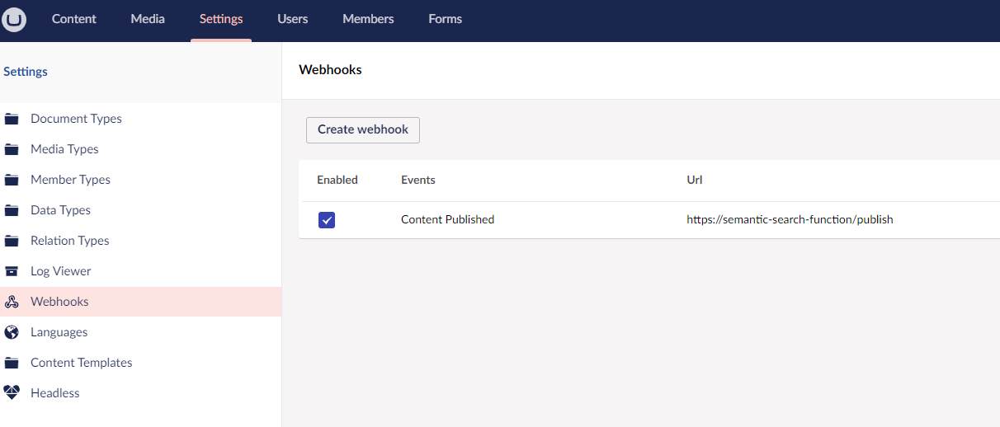 Content Media Settings Users Members Forms
Settings
Webhooks
Document Types
Media Types
Member Types
Data Types
Relation Types
Log Viewer
Webhooks
Languages
Content Templates
Headless
Create webhook
Enabled Events Url
Content Published https://semantic-search-function/publish